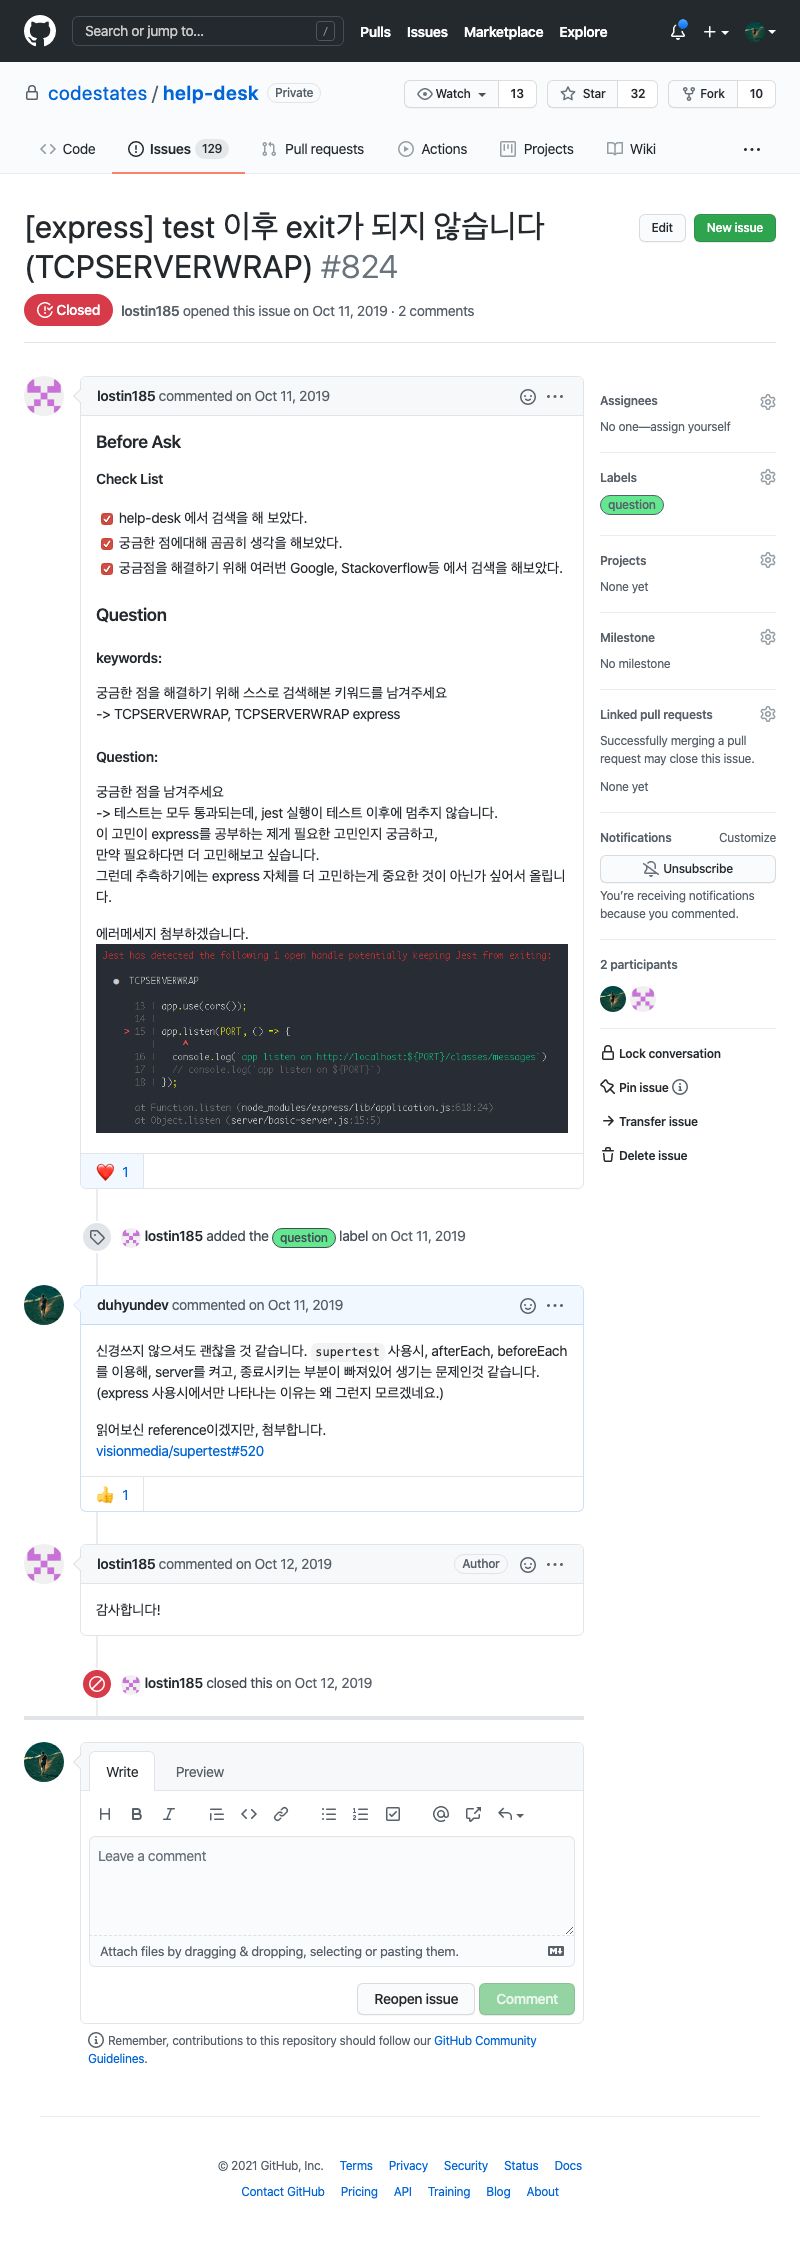 Search or jump to... /
Pulls Issues Marketplace Explore
codestates / help-desk Private
Watch 13 Star 32 Fork 10
Code Issues 129 Pull requests Actions Projects Wiki
[express] test 이후 exit가 되지 않습니다
(TCPSERVERWRAP) #824
Edit New issue
Closed lostin185 opened this issue on Oct 11, 2019 · 2 comments
lostin185 commented on Oct 11, 2019
Before Ask
Check List
help-desk 에서 검색을 해 보았다.
궁금한 점에대해 곰곰히 생각을 해보았다.
궁금점을 해결하기 위해 여러번 Google, Stackoverflow등 에서 검색을 해보았다.
Question
keywords:
궁금한 점을 해결하기 위해 스스로 검색해본 키워드를 남겨주세요
-> TCPSERVERWRAP, TCPSERVERWRAP express
Question:
궁금한 점을 남겨주세요
-> 테스트는 모두 통과되는데, jest 실행이 테스트 이후에 멈추지 않습니다.
이 고민이 express를 공부하는 제게 필요한 고민인지 궁금하고,
만약 필요하다면 더 고민해보고 싶습니다.
그런데 추측하기에는 express 자체를 더 고민하는게 중요한 것이 아닌가 싶어서 올립니
다.
에러메세지 첨부하겠습니다.
Jest has detected the following 1 open handle potentially keeping Jest from exiting:
● TCPSERVERWRAP
13 | app.use(cors());
14 |
> 15 | app.listen(PORT, () => {
| ^
16 | console.log(`app listen on http://localhost:${PORT}/classes/messages`)
17 | // console.log(`app listen on ${PORT}`)
18 | });
at Function.listen (node_modules/express/lib/application.js:618:24)
at Object.listen (server/basic-server.js:15:5)
❤️ 1
Assignees
No one—assign yourself
Labels
question
Projects
None yet
Milestone
No milestone
Linked pull requests
Successfully merging a pull
request may close this issue.
None yet
Notifications Customize
Unsubscribe
You're receiving notifications
because you commented.
2 participants
Lock conversation
Pin issue
Transfer issue
Delete issue
lostin185 added the question label on Oct 11, 2019
duhyundev commented on Oct 11, 2019
신경쓰지 않으셔도 괜찮을 것 같습니다. supertest 사용시, afterEach, beforeEach
를 이용해, server를 켜고, 종료시키는 부분이 빠져있어 생기는 문제인것 같습니다.
(express 사용시에서만 나타나는 이유는 왜 그런지 모르겠네요.)
읽어보신 reference이겠지만, 첨부합니다.
visionmedia/supertest#520
👍 1
lostin185 commented on Oct 12, 2019 Author
감사합니다!
lostin185 closed this on Oct 12, 2019
Write Preview
H B I
Leave a comment
Attach files by dragging & dropping, selecting or pasting them.
Reopen issue Comment
Remember, contributions to this repository should follow our GitHub Community
Guidelines.
© 2021 GitHub, Inc. Terms Privacy Security Status Docs
Contact GitHub Pricing API Training Blog About